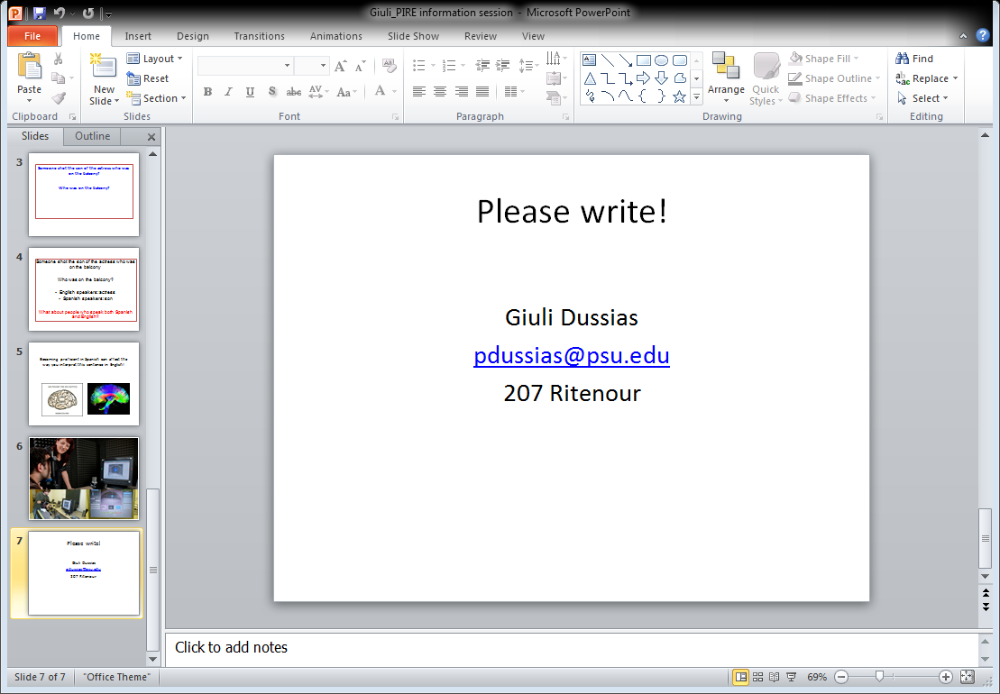 Giuli_PIRE information session - Microsoft PowerPoint
File Home Insert Design Transitions Animations Slide Show Review View
Paste
Clipboard
New
Slide
Layout
Reset
Section
Slides
B I U S abc AV Aa A
Font
Paragraph
Arrange
Quick
Styles
Shape Fill
Shape Outline
Shape Effects
Drawing
Find
Replace
Select
Editing
Slides Outline
3
Someone shot the son of the actress who was
on the balcony?
Who was on the balcony?
4
Someone shot the son of the actress who was
on the balcony
Who was on the balcony?
- English speakers: actress
- Spanish speakers: son
What about people who speak both Spanish
and English?
5
Becoming proficient in Spanish can affect the
way you interpret this sentence in English!
6
7
Please write!
Giuli Dussias
pdussias@psu.edu
207 Ritenour
Please write!
Giuli Dussias
pdussias@psu.edu
207 Ritenour
Click to add notes
Slide 7 of 7 "Office Theme" 69%